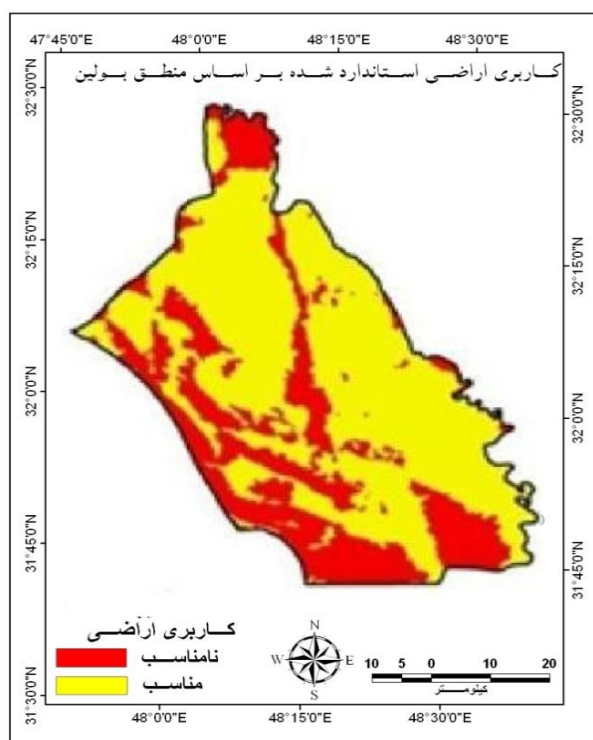 47°45'0"E 48°0'0"E 48°15'0"E 48°30'0"E
کاربری اراضی استاندارد شده بر اساس منطق بولین
32°30'0"N
32°30'0"N
32°15'0"N
32°15'0"N
32°0'0"N
32°0'0"N
31°45'0"N
31°45'0"N
31°30'0"N
کاربری اراضی
نامناسب
مناسب
N
W E
S
10 5 0 10 20
کیلومتر
48°0'0"E 48°15'0"E 48°30'0"E